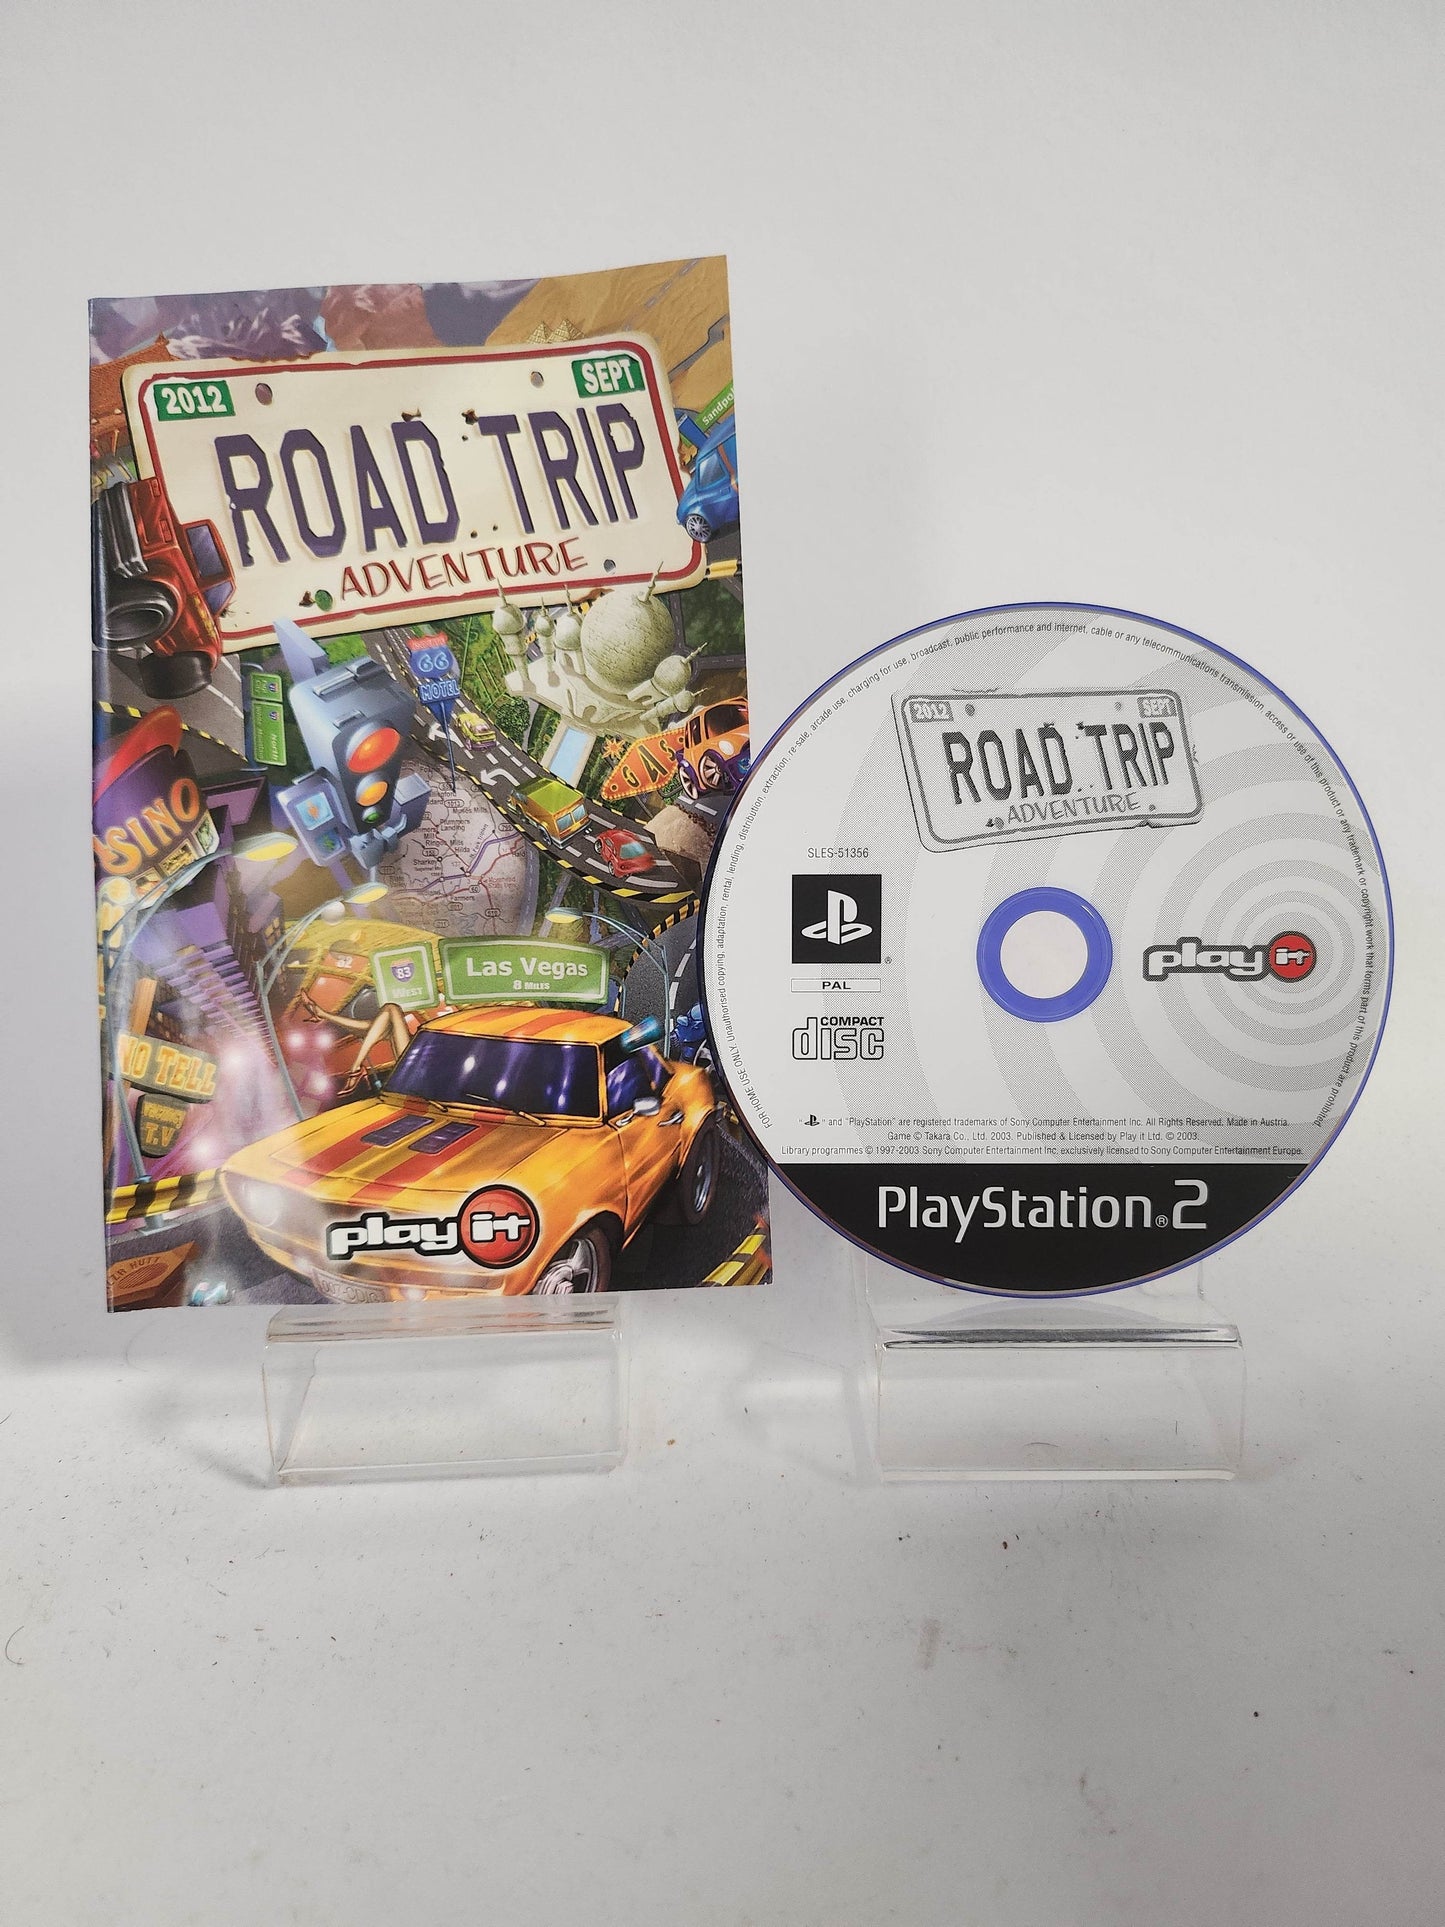 2012
SEPT
ROAD TRIP
ADVENTURE
66
MOTEL
GAS
SINO
83
WEST
Las Vegas
8 MILES
NO TELL
T.V
play it
FOR HOME USE ONLY. Unauthorised copying, adaptation, rental, lending, distribution, extraction, re-sale, arcade use, charging for use, broadcast, public performance and internet, cable or any telecommunications transmission, access or use of this product or any trademark or copyright work that forms part of this product are prohibited
2012
SEPT
ROAD TRIP
ADVENTURE
SLES-51356
®
PAL
COMPACT
disc
play it
" " and "PlayStation" are registered trademarks of Sony Computer Entertainment Inc. All Rights Reserved. Made in Austria.
Game © Takara Co., Ltd. 2003. Published & Licensed by Play it Ltd. © 2003.
Library programmes © 1997-2003 Sony Computer Entertainment Inc. exclusively licensed to Sony Computer Entertainment Europe.
PlayStation®2